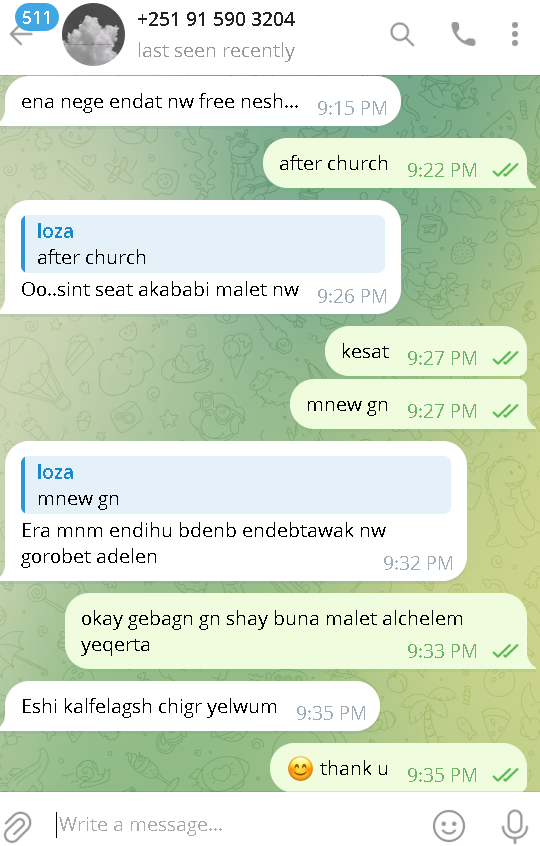 511
+251 91 590 3204
last seen recently
ena nege endat nw free nesh... 9:15 PM
after church 9:22 PM
loza
after church
Oo..sint seat akababi malet nw 9:26 PM
kesat 9:27 PM
mnew gn 9:27 PM
loza
mnew gn
Era mnm endihu bdenb endebtawak nw
gorobet adelen 9:32 PM
okay gebagn gn shay buna malet alchelem
yeqerta 9:33 PM
Eshi kalfelagsh chigr yelwum 9:35 PM
😊 thank u 9:35 PM
Write a message...